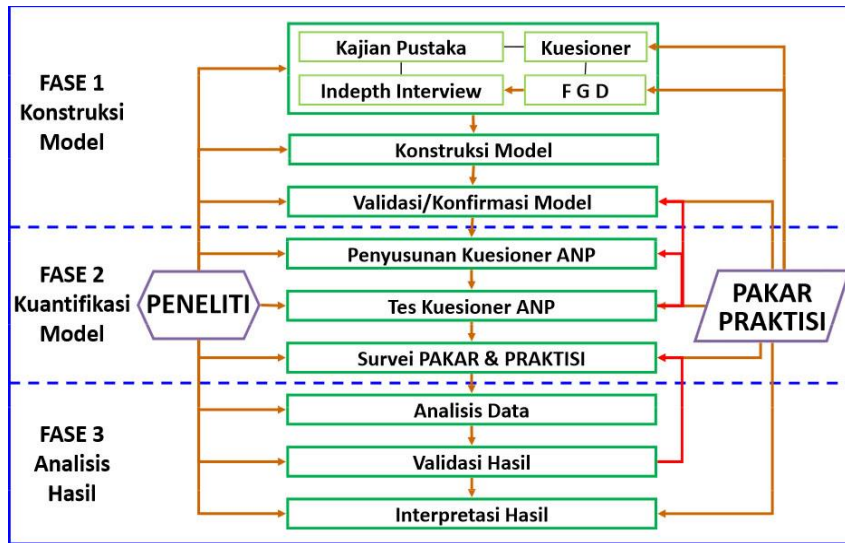 FASE 1
Konstruksi
Model
Kajian Pustaka
Kuesioner
Indepth Interview
F G D
Konstruksi Model
Validasi/Konfirmasi Model
FASE 2
Kuantifikasi
Model
PENELITI
Penyusunan Kuesioner ANP
Tes Kuesioner ANP
Survei PAKAR & PRAKTISI
PAKAR
PRAKTISI
FASE 3
Analisis
Hasil
Analisis Data
Validasi Hasil
Interpretasi Hasil